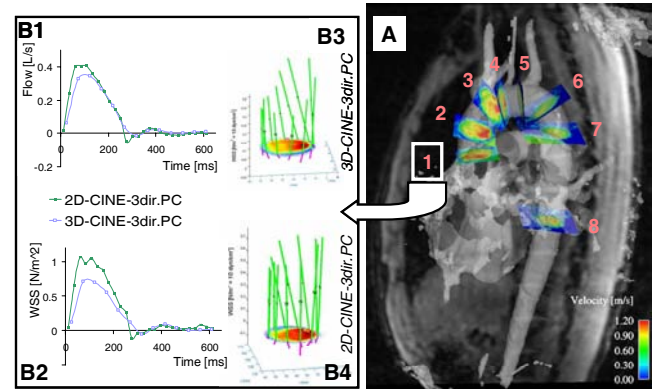 B1
Flow [L/s]
0.4
0.2
0
-0.2
0
200
400
600
Time [ms]
2D-CINE-3dir.PC
3D-CINE-3dir.PC
WSS [N/m^2]
1
0.5
0
0
200
400
600
Time [ms]
B2
B3
3D-CINE-3dir.PC
2D-CINE-3dir.PC
B4
A
1
2
3
4
5
6
7
8
Velocity [m/s]
1.20
0.90
0.60
0.30
0.00